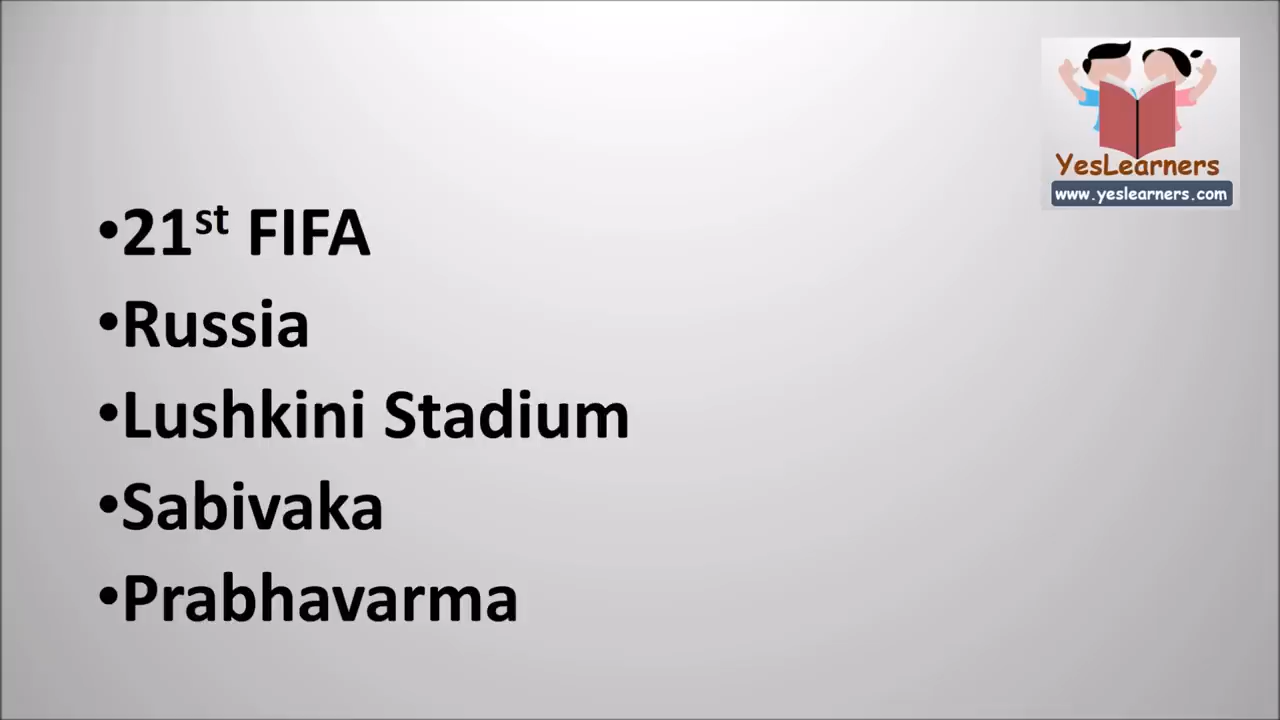 YesLearners
www.yeslearners.com
•21st FIFA
•Russia
•Lushkini Stadium
•Sabivaka
•Prabhavarma